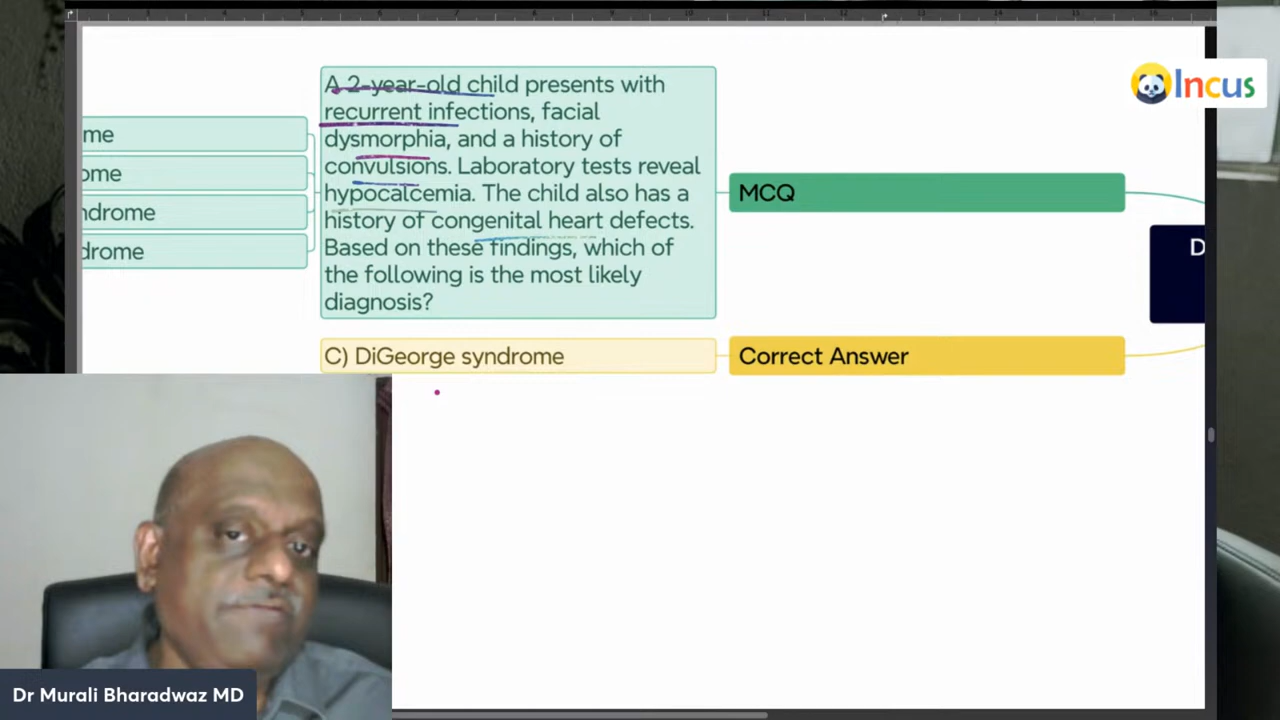 Incus
A 2-year-old child presents with
recurrent infections, facial
dysmorphia, and a history of
convulsions. Laboratory tests reveal
hypocalcemia. The child also has a
history of congenital heart defects.
Based on these findings, which of
the following is the most likely
diagnosis?
me
ome
ndrome
drome
MCQ
D
C) DiGeorge syndrome
Correct Answer
Dr Murali Bharadwaz MD